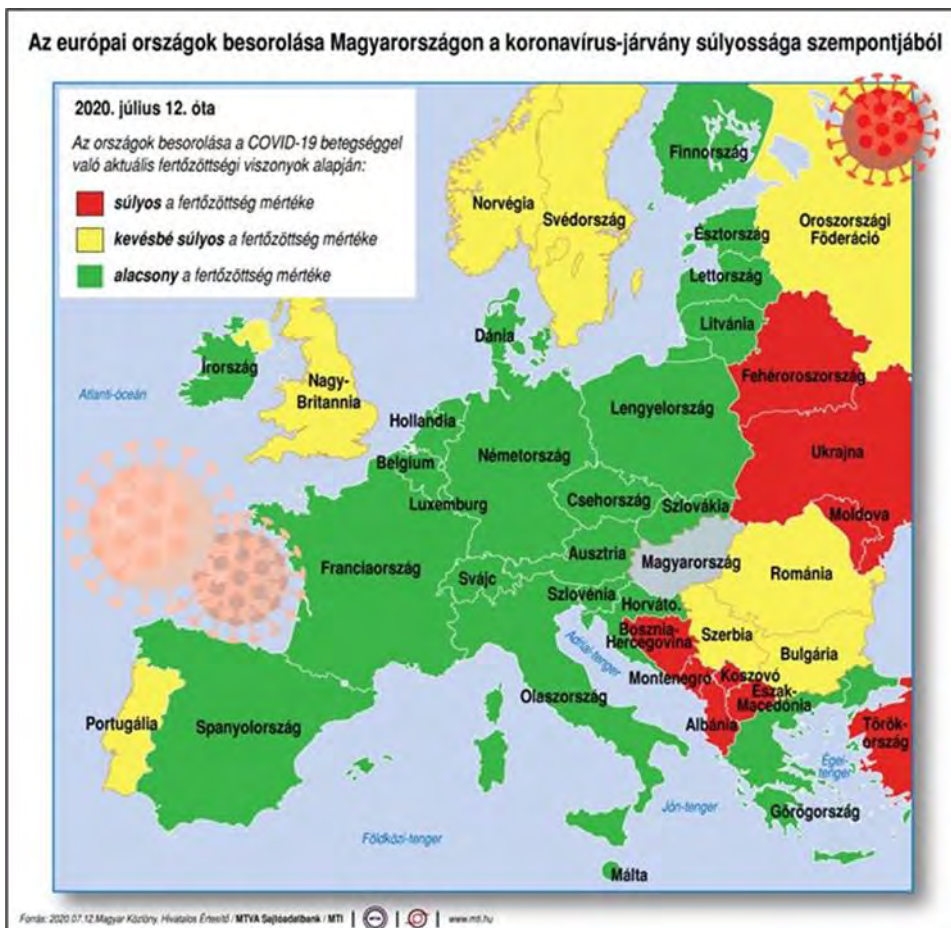 Az európai országok besorolása Magyarországon a koronavírus-járvány súlyossága szempontjából
2020. július 12. óta
Az országok besorolása a COVID-19 betegséggel
való aktuális fertőzöttségi viszonyok alapján:
súlyos a fertőzöttség mértéke
kevésbé súlyos a fertőzöttség mértéke
alacsony a fertőzöttség mértéke
Finnország
Norvégia
Svédország
Oroszországi
Föderáció
Észtország
Lettország
Litvánia
Dánia
Írország
Nagy-
Britannia
Atlanti-óceán
Fehéroroszország
Hollandia
Lengyelország
Belgium
Németország
Ukrajna
Luxemburg
Csehország
Szlovákia
Moldova
Ausztria
Magyarország
Franciaország
Svájc
Románia
Szlovénia
Horváto.
Bosznia-
Hercegovina
Szerbia
Adriai-tenger
Bulgária
Montenegró
Koszovó
Észak-
Macedónia
Olaszország
Portugália
Spanyolország
Albánia
Török-
ország
Égei-
tenger
Jón-tenger
Görögország
Földközi-tenger
Málta
Forrás: 2020.07.12.Magyar Közlöny, Hivatalos Értesítő / MTVA Sajtóadatbank / MTI
www.mti.hu